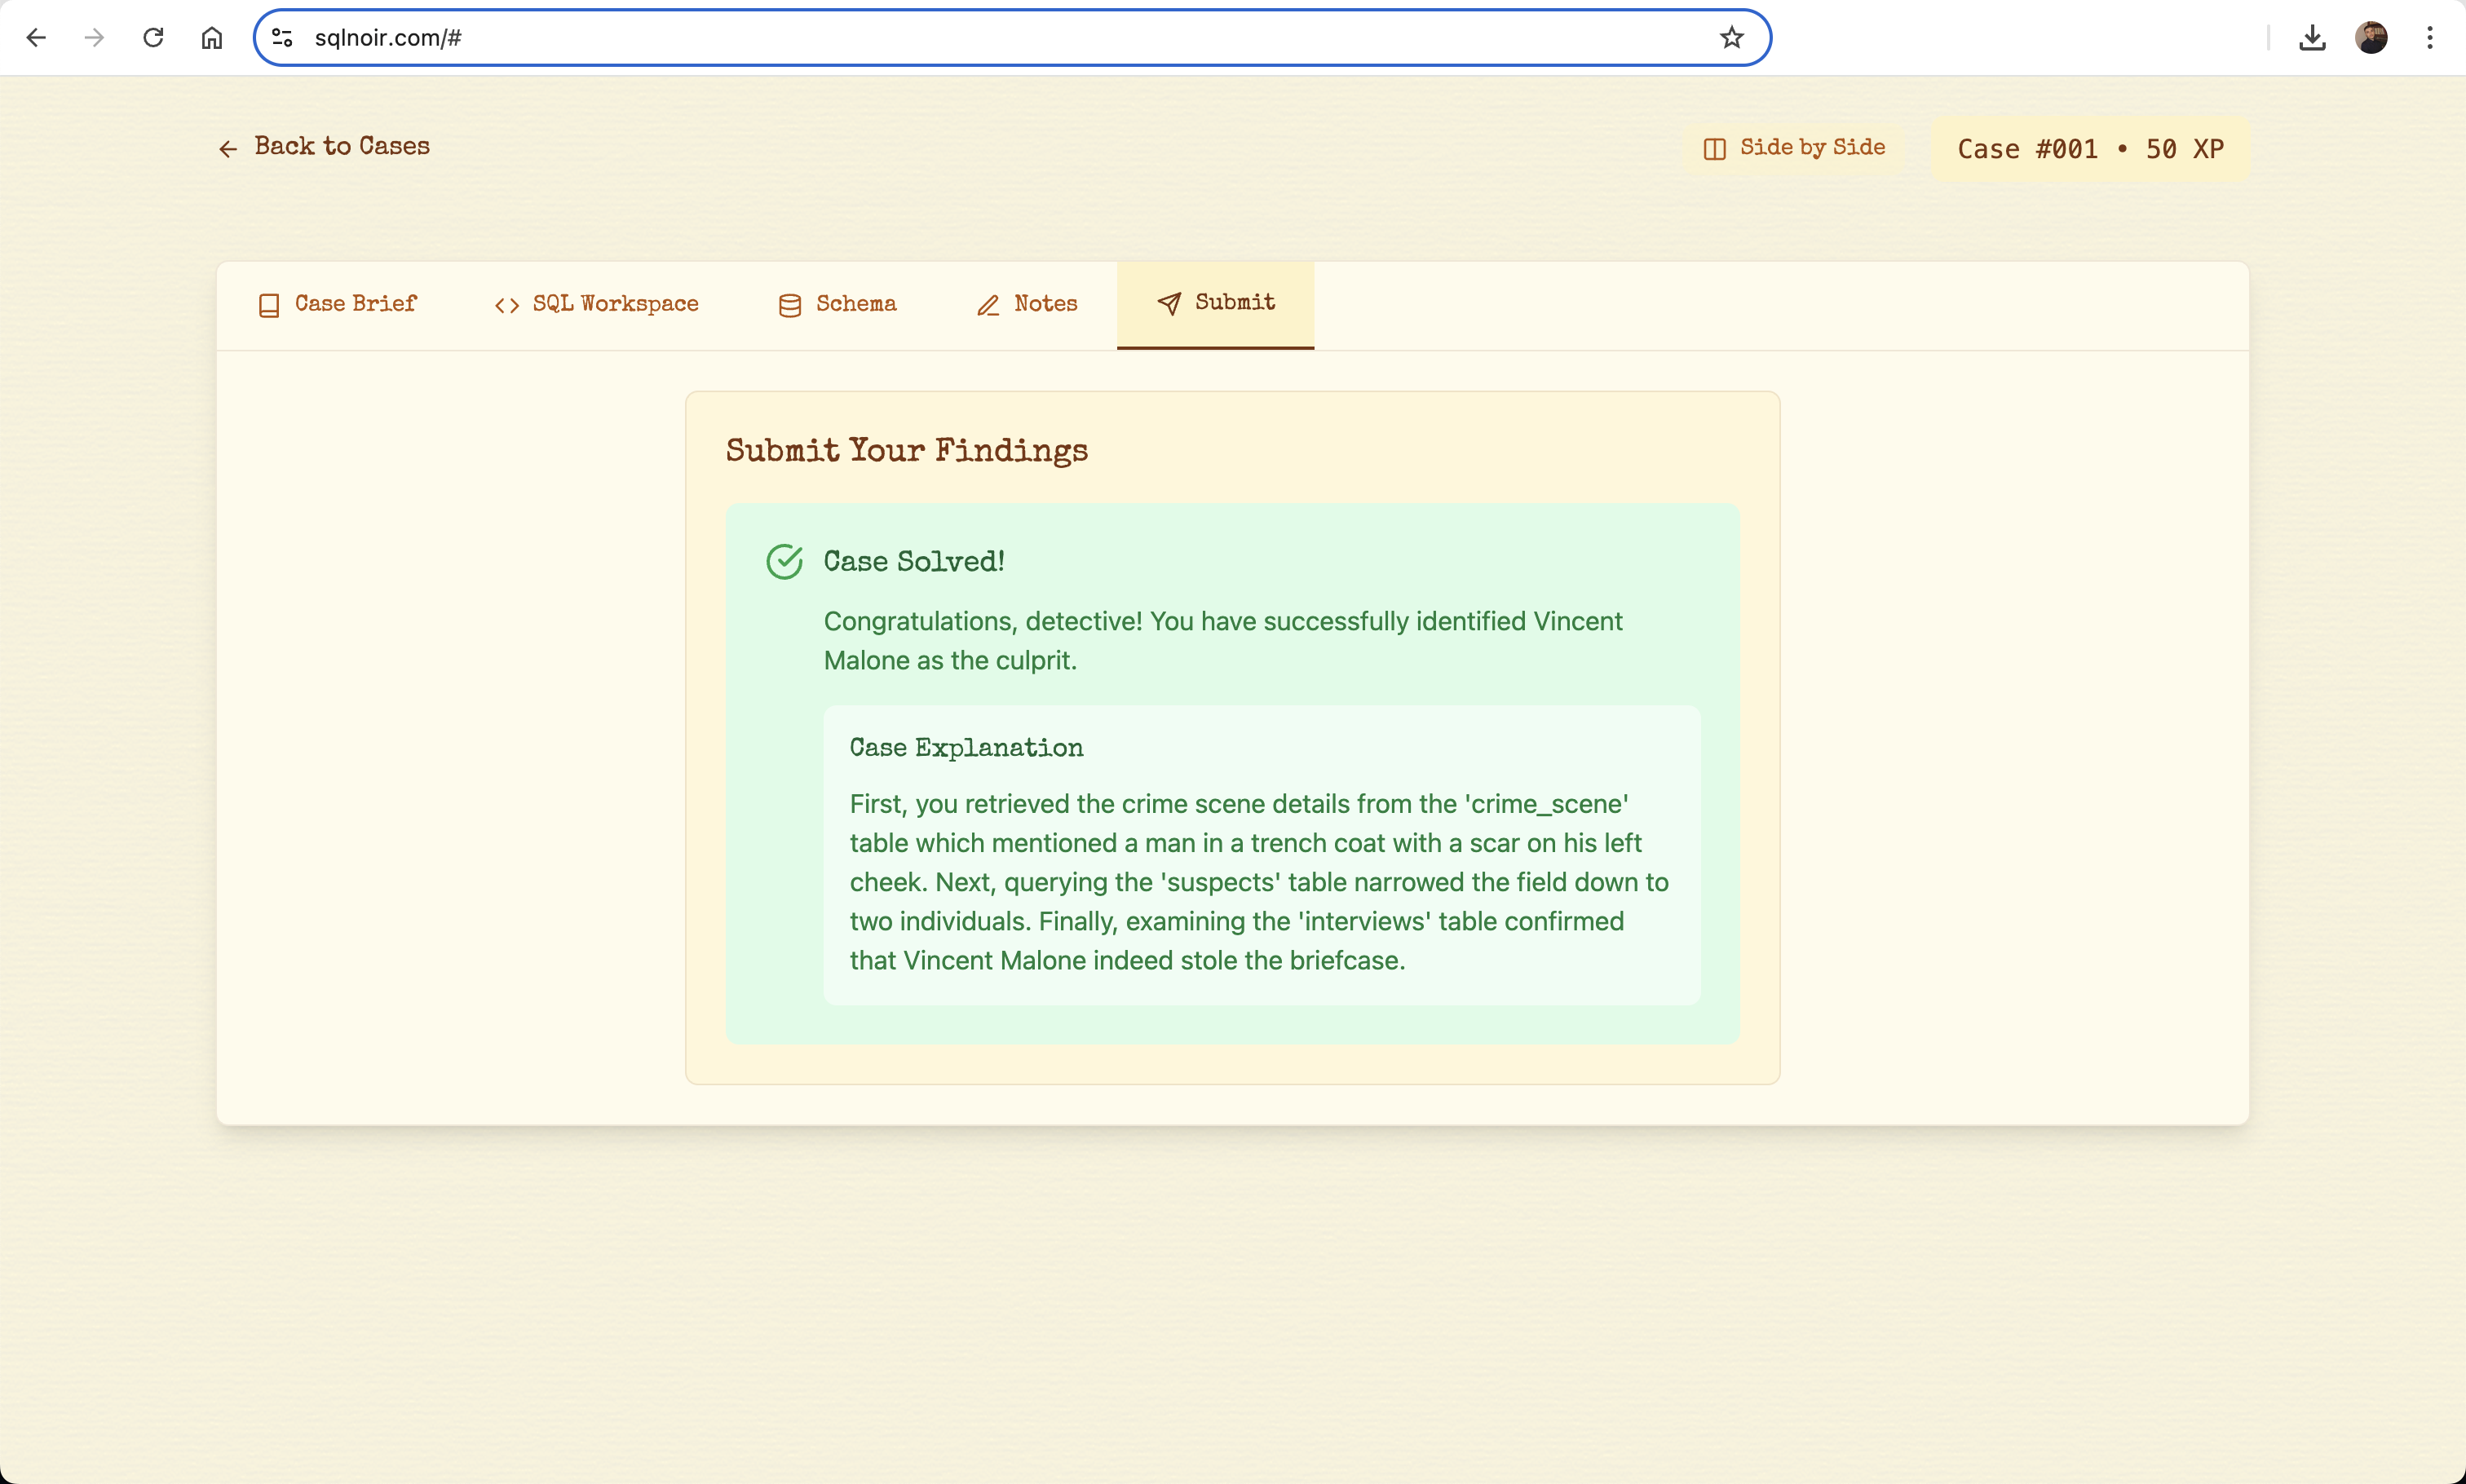 sqlnoir.com/#
Back to Cases
Side by Side
Case #001 • 50 XP
Case Brief
SQL Workspace
Schema
Notes
Submit
Submit Your Findings
Case Solved!
Congratulations, detective! You have successfully identified Vincent
Malone as the culprit.
Case Explanation
First, you retrieved the crime scene details from the 'crime_scene'
table which mentioned a man in a trench coat with a scar on his left
cheek. Next, querying the 'suspects' table narrowed the field down to
two individuals. Finally, examining the 'interviews' table confirmed
that Vincent Malone indeed stole the briefcase.